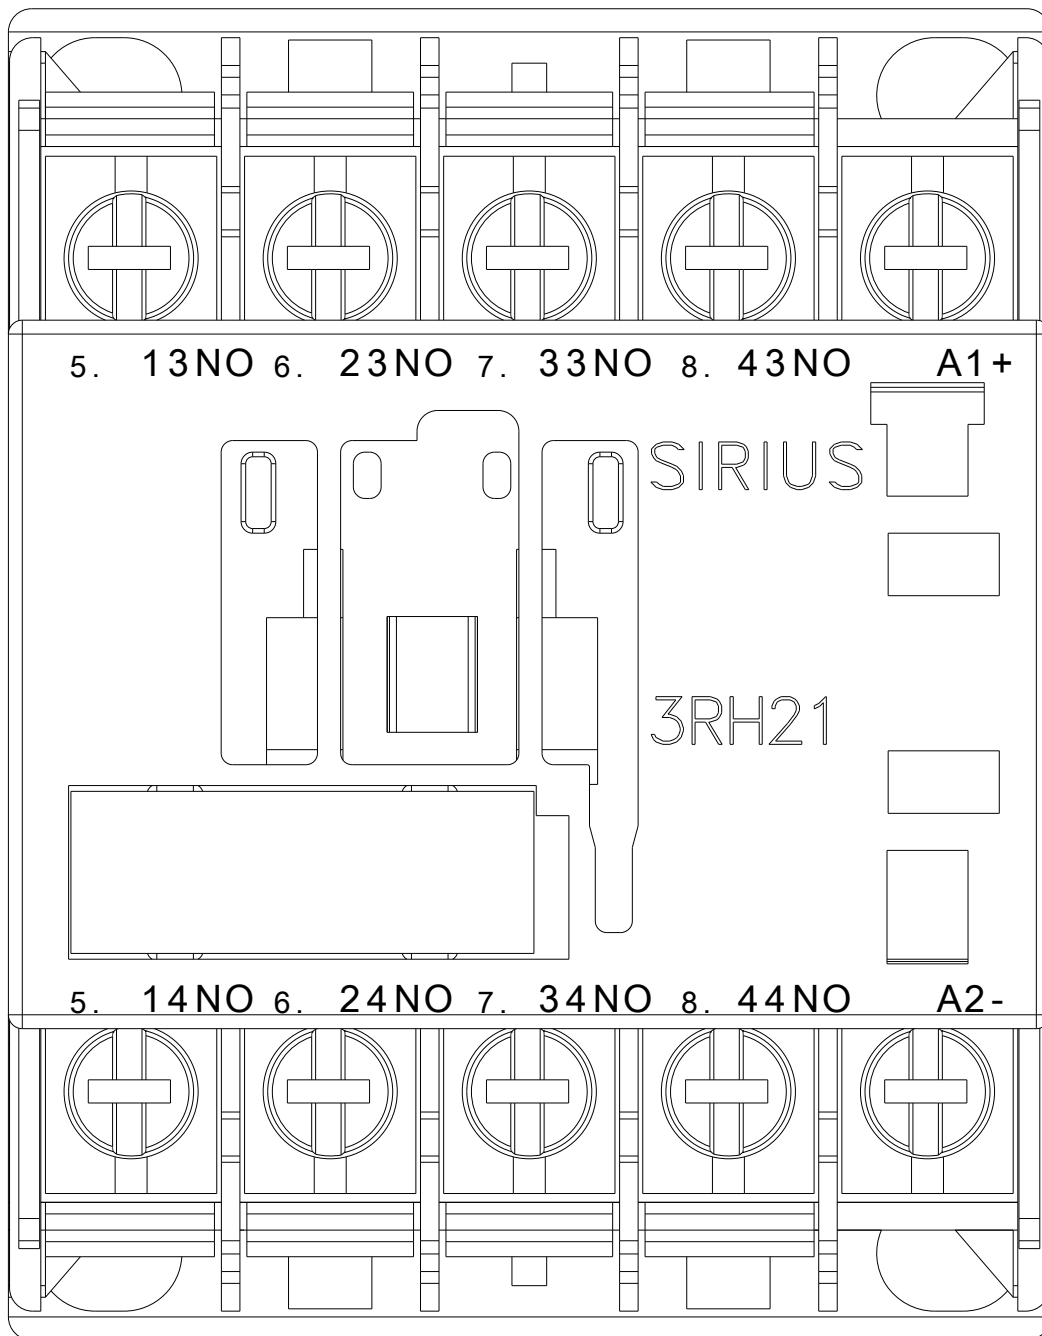 5. 13NO 6. 23NO 7. 33NO 8. 43NO A1+
SIRIUS
3RH21
5. 14NO 6. 24NO 7. 34NO 8. 44NO A2-